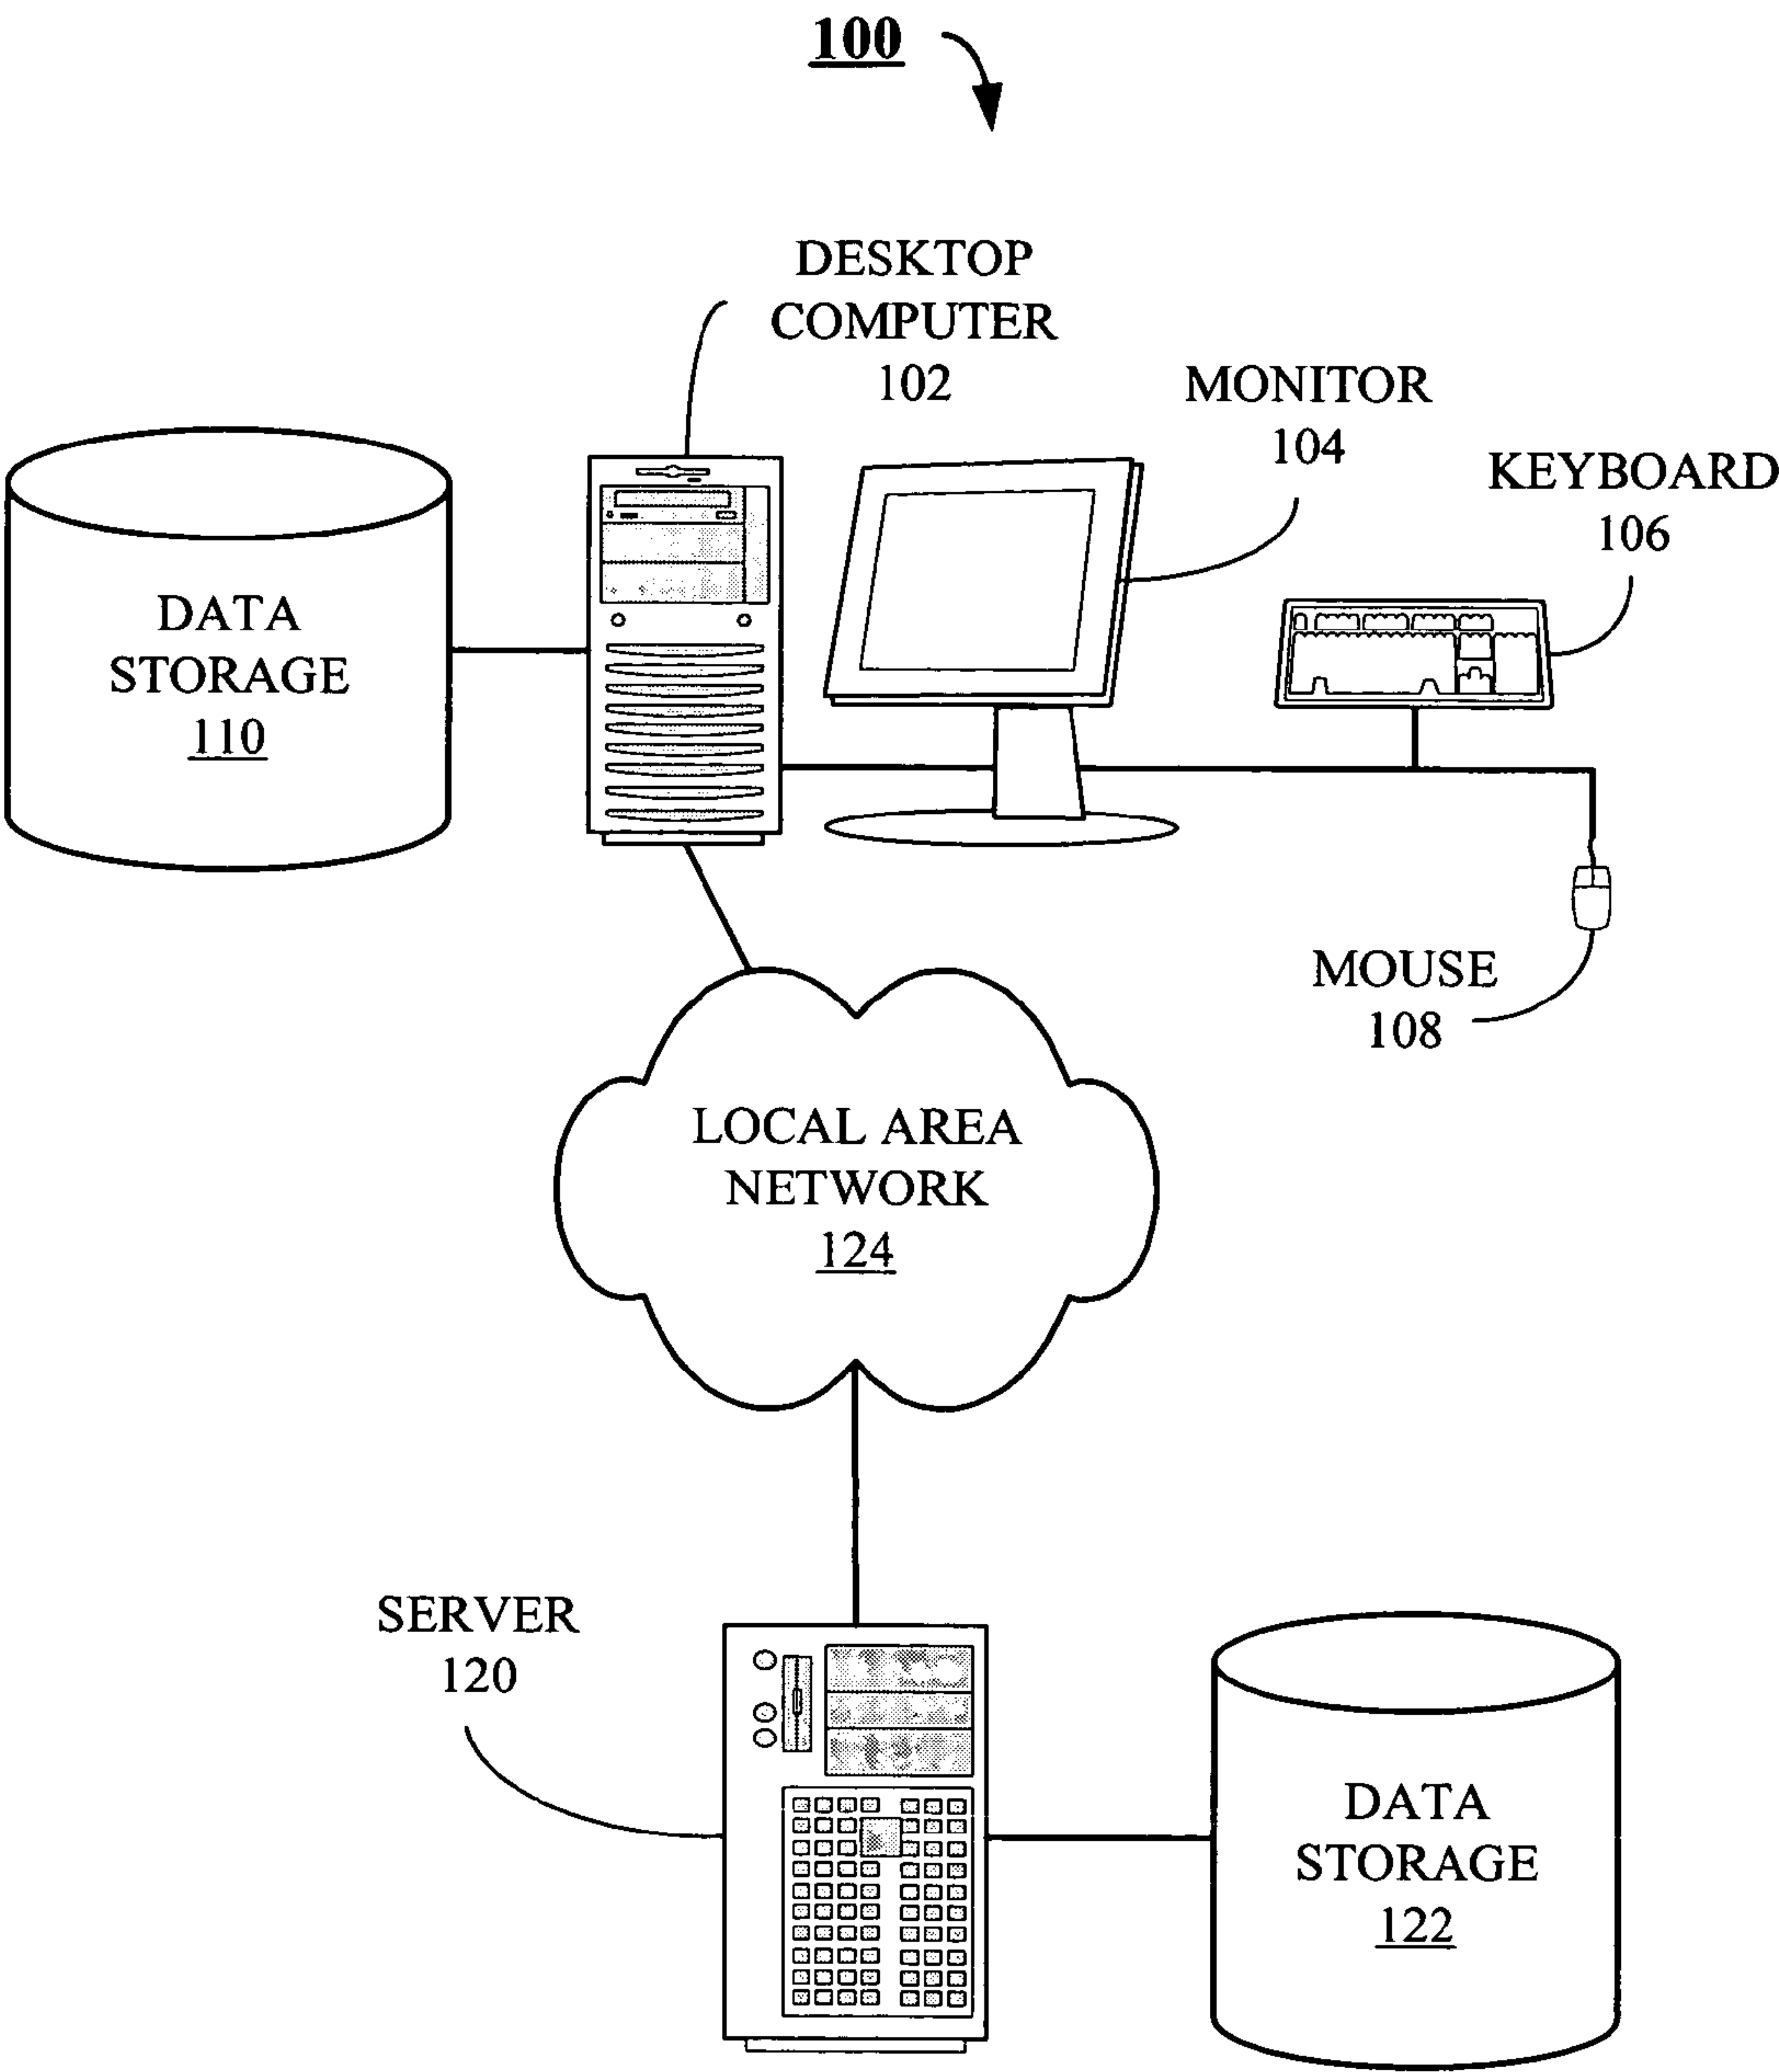 100
DESKTOP
COMPUTER
102
MONITOR
104
KEYBOARD
106
DATA
STORAGE
110
MOUSE
108
LOCAL AREA
NETWORK
124
SERVER
120
DATA
STORAGE
122